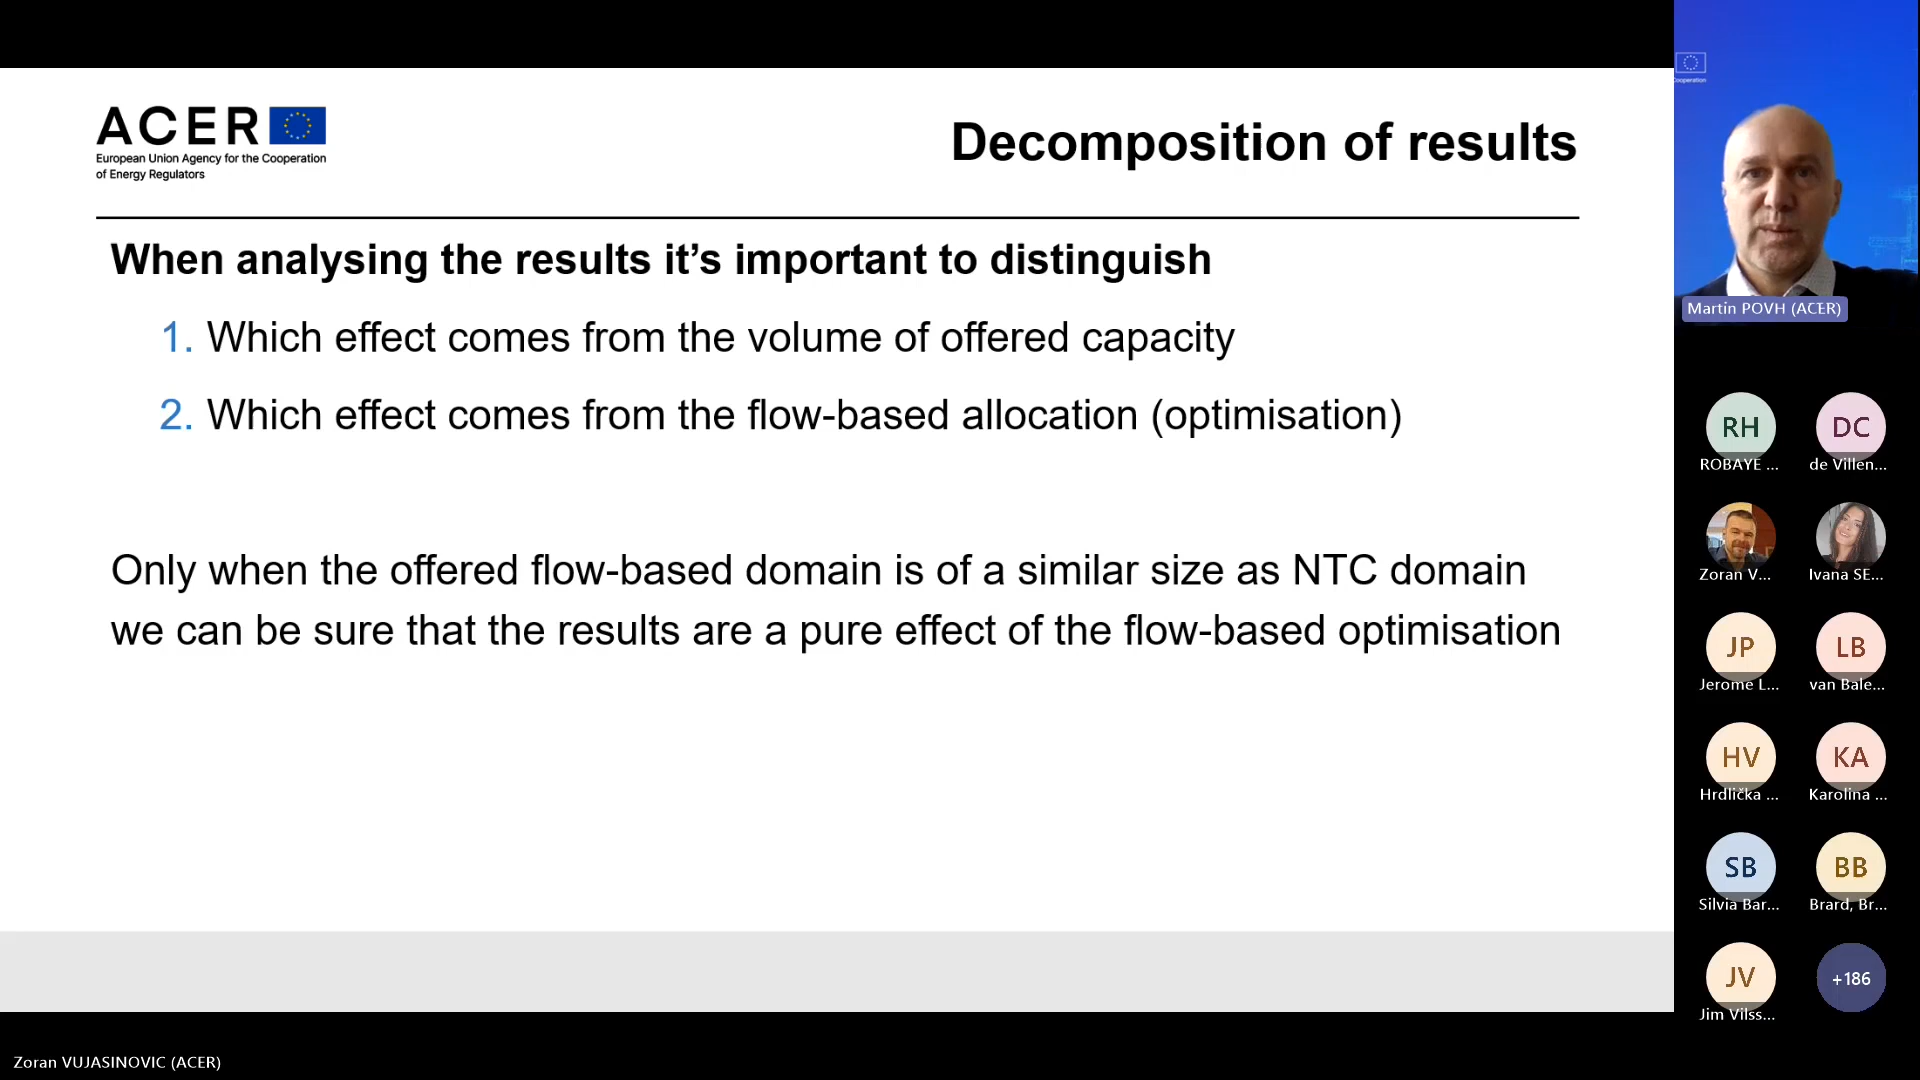 ACER
European Union Agency for the Cooperation
of Energy Regulators
Decomposition of results
When analysing the results it’s important to distinguish
1. Which effect comes from the volume of offered capacity
2. Which effect comes from the flow-based allocation (optimisation)
Only when the offered flow-based domain is of a similar size as NTC domain
we can be sure that the results are a pure effect of the flow-based optimisation
Martin POVH (ACER)
RH
ROBAYE ...
DC
de Villen...
Zoran V...
Ivana SE...
JP
Jerome L...
LB
van Bale...
HV
Hrdlička ...
KA
Karolina ...
SB
Silvia Bar...
BB
Brard, Br...
JV
Jim Vilss...
+186
Zoran VUJASINOVIC (ACER)